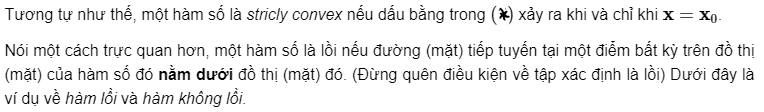 Tương tự như thế, một hàm số là stricly convex nếu dấu bằng trong (*) xảy ra khi và chỉ khi x = x₀.
Nói một cách trực quan hơn, một hàm số là lồi nếu đường (mặt) tiếp tuyến tại một điểm bất kỳ trên đồ thị
(mặt) của hàm số đó nằm dưới đồ thị (mặt) đó. (Đừng quên điều kiện về tập xác định là lồi) Dưới đây là
ví dụ về hàm lồi và hàm không lồi.